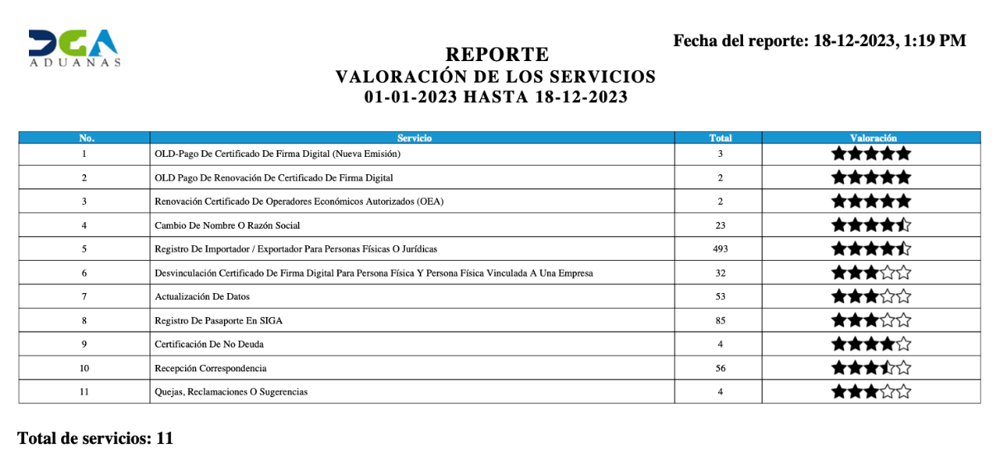 DGA
ADUANAS
Fecha del reporte: 18-12-2023, 1:19 PM
REPORTE
VALORACIÓN DE LOS SERVICIOS
01-01-2023 HASTA 18-12-2023
No. Servicio Total Valoración
1 OLD-Pago De Certificado De Firma Digital (Nueva Emisión) 3
2 OLD Pago De Renovación De Certificado De Firma Digital 2
3 Renovación Certificado De Operadores Económicos Autorizados (OEA) 2
4 Cambio De Nombre O Razón Social 23
5 Registro De Importador / Exportador Para Personas Físicas O Jurídicas 493
6 Desvinculación Certificado De Firma Digital Para Persona Física Y Persona Física Vinculada A Una Empresa 32
7 Actualización De Datos 53
8 Registro De Pasaporte En SIGA 85
9 Certificación De No Deuda 4
10 Recepción Correspondencia 56
11 Quejas, Reclamaciones O Sugerencias 4
Total de servicios: 11